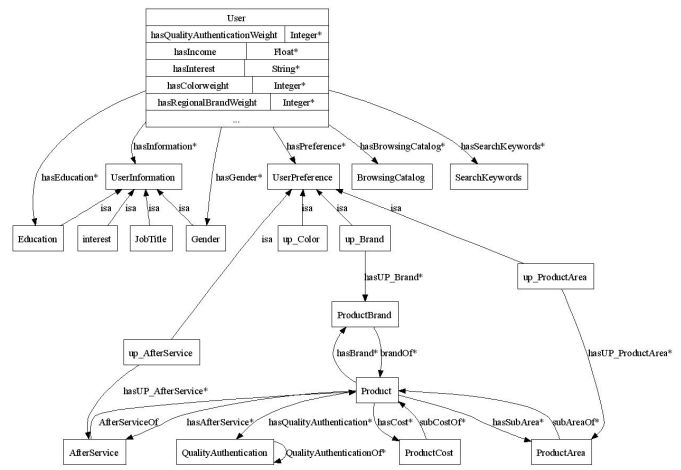 User
hasQualityAuthenticationWeight Integer*
hasIncome Float*
hasInterest String*
hasColorweight Integer*
hasRegionalBrandWeight Integer*
...
hasInformation* hasPreference* hasBrowsingCatalog* hasSearchKeywords*
hasEducation* UserInformation hasGender* UserPreference BrowsingCatalog SearchKeywords
isa isa isa isa isa isa isa isa
Education interest JobTitle Gender up_Color up_Brand
hasUP_Brand* up_ProductArea
ProductBrand
up_AfterService hasBrand* brandOf* hasUP_ProductArea*
hasUP_AfterService* Product
AfterServiceOf hasAfterService* hasQualityAuthentication* hasCost* subCostOf* hasSubArea* subAreaOf*
AfterService QualityAuthentication QualityAuthenticationOf* ProductCost ProductArea